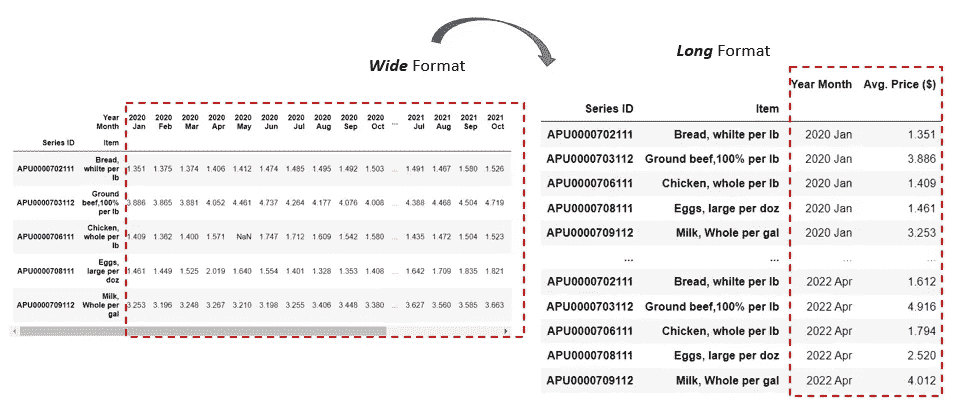 Wide Format
Long Format
Year 2020 2020 2020 2020 2020 2020 2020 2020 2020 2020 ... 2021 2021 2021 2021
Month Jan Feb Mar Apr May Jun Jul Aug Sep Oct Jul Aug Sep Oct
Series ID Item
Bread,
APU0000702111 whilte per 1.351 1.375 1.374 1.406 1.412 1.474 1.485 1.495 1.492 1.503 ... 1.491 1.467 1.580 1.526
lb
Ground
APU0000703112 beef,100% 3.886 3.865 3.881 4.052 4.461 4.737 4.264 4.177 4.076 4.008 ... 4.388 4.468 4.504 4.719
per lb
Chicken,
APU0000706111 whole per 1.409 1.362 1.400 1.571 NaN 1.747 1.712 1.609 1.542 1.580 ... 1.435 1.472 1.504 1.523
lb
Eggs,
APU0000708111 large per 1.461 1.449 1.525 2.019 1.640 1.554 1.401 1.328 1.353 1.408 ... 1.642 1.709 1.835 1.821
doz
Milk,
APU0000709112 Whole per 3.253 3.196 3.248 3.267 3.210 3.198 3.255 3.406 3.448 3.380 ... 3.627 3.560 3.585 3.663
gal
Year Month Avg. Price ($)
Series ID Item
APU0000702111 Bread, whilte per lb 2020 Jan 1.351
APU0000703112 Ground beef,100% per lb 2020 Jan 3.886
APU0000706111 Chicken, whole per lb 2020 Jan 1.409
APU0000708111 Eggs, large per doz 2020 Jan 1.461
APU0000709112 Milk, Whole per gal 2020 Jan 3.253
... ... ... ...
APU0000702111 Bread, whilte per lb 2022 Apr 1.612
APU0000703112 Ground beef,100% per lb 2022 Apr 4.916
APU0000706111 Chicken, whole per lb 2022 Apr 1.794
APU0000708111 Eggs, large per doz 2022 Apr 2.520
APU0000709112 Milk, Whole per gal 2022 Apr 4.012